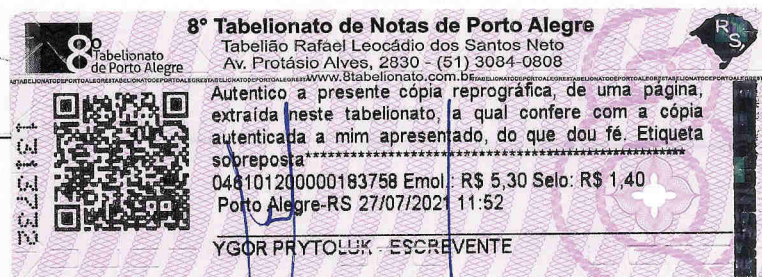 8º Tabelionato de Notas de Porto Alegre
8º Tabelionato
de Porto Alegre
Tabelião Rafael Leocádio dos Santos Neto
Av. Protásio Alves, 2830 - (51) 3084-0808
www.8tabelionato.com.br
RS
Autentico a presente cópia reprográfica, de uma página,
extraída neste tabelionato, a qual confere com a cópia
autenticada a mim apresentado, do que dou fé. Etiqueta
sobreposta***************************************************
046101200000183758 Emol.: R$ 5,30 Selo: R$ 1,40
Porto Alegre-RS 27/07/2021 11:52
YGOR PRYTOLUK - ESCREVENTE